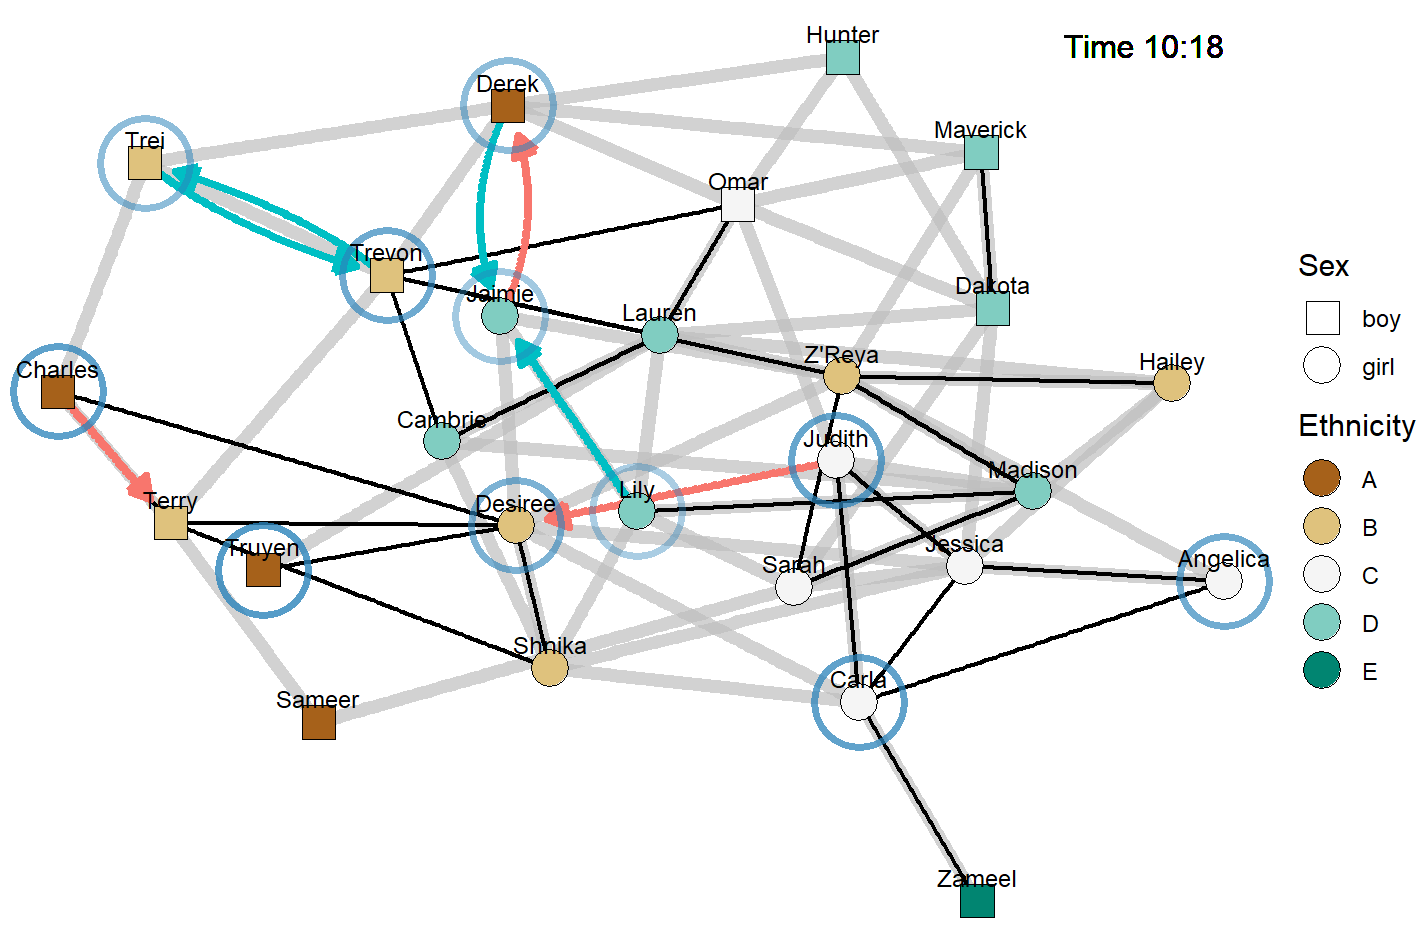 Hunter
Time 10:18
Derek
Maverick
Trei
Omar
Trevon
Jaimie
Dakota
Lauren
Z'Reya
Hailey
Charles
Cambrie
Judith
Madison
Terry
Desiree
Lily
Truyen
Sarah
Jessica
Angelica
Shnika
Sameer
Carla
Zameel
Sex
boy
girl
Ethnicity
A
B
C
D
E